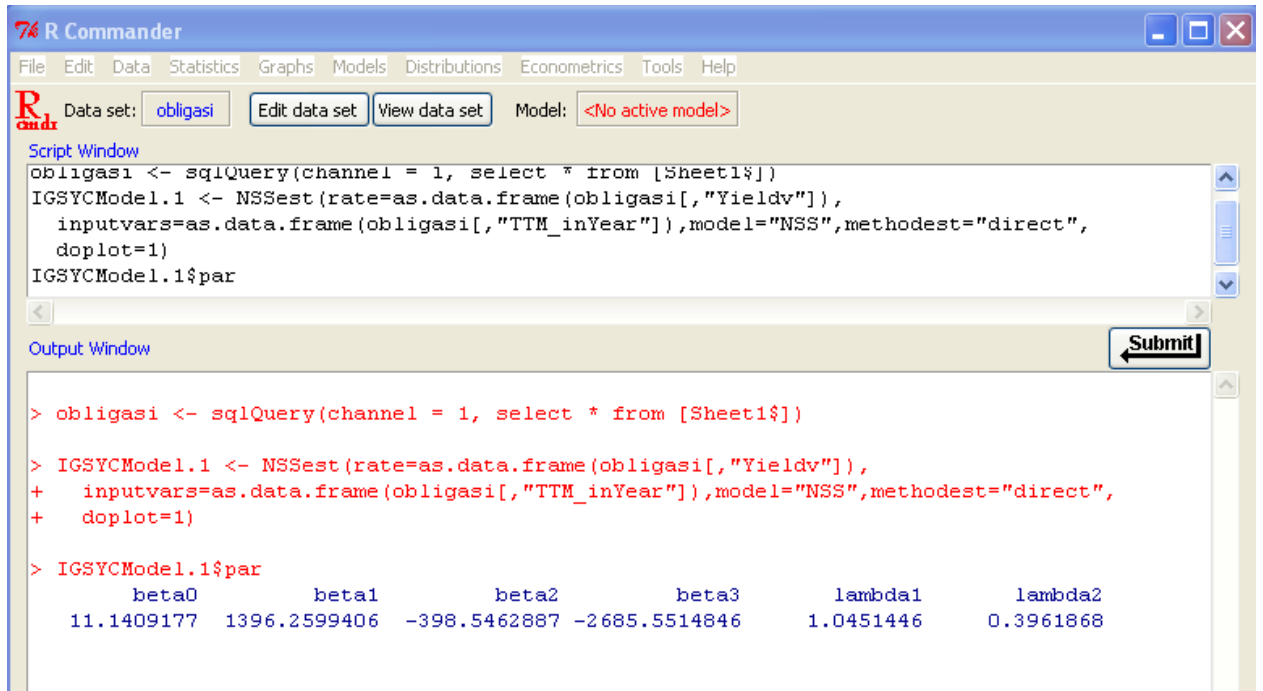 R Commander
File Edit Data Statistics Graphs Models Distributions Econometrics Tools Help
R cmdr Data set: obligasi Edit data set View data set Model: <No active model>
Script Window
obligasi <- sqlQuery(channel = 1, select * from [Sheet1$])
IGSYCModel.1 <- NSSest(rate=as.data.frame(obligasi[,"Yieldv"]),
  inputvars=as.data.frame(obligasi[,"TTM_inYear"]),model="NSS",methodest="direct",
  doplot=1)
IGSYCModel.1$par
Output Window
Submit
> obligasi <- sqlQuery(channel = 1, select * from [Sheet1$])
> IGSYCModel.1 <- NSSest(rate=as.data.frame(obligasi[,"Yieldv"]),
+   inputvars=as.data.frame(obligasi[,"TTM_inYear"]),model="NSS",methodest="direct",
+   doplot=1)
> IGSYCModel.1$par
beta0 beta1 beta2 beta3 lambda1 lambda2
11.1409177 1396.2599406 -398.5462887 -2685.5514846 1.0451446 0.3961868